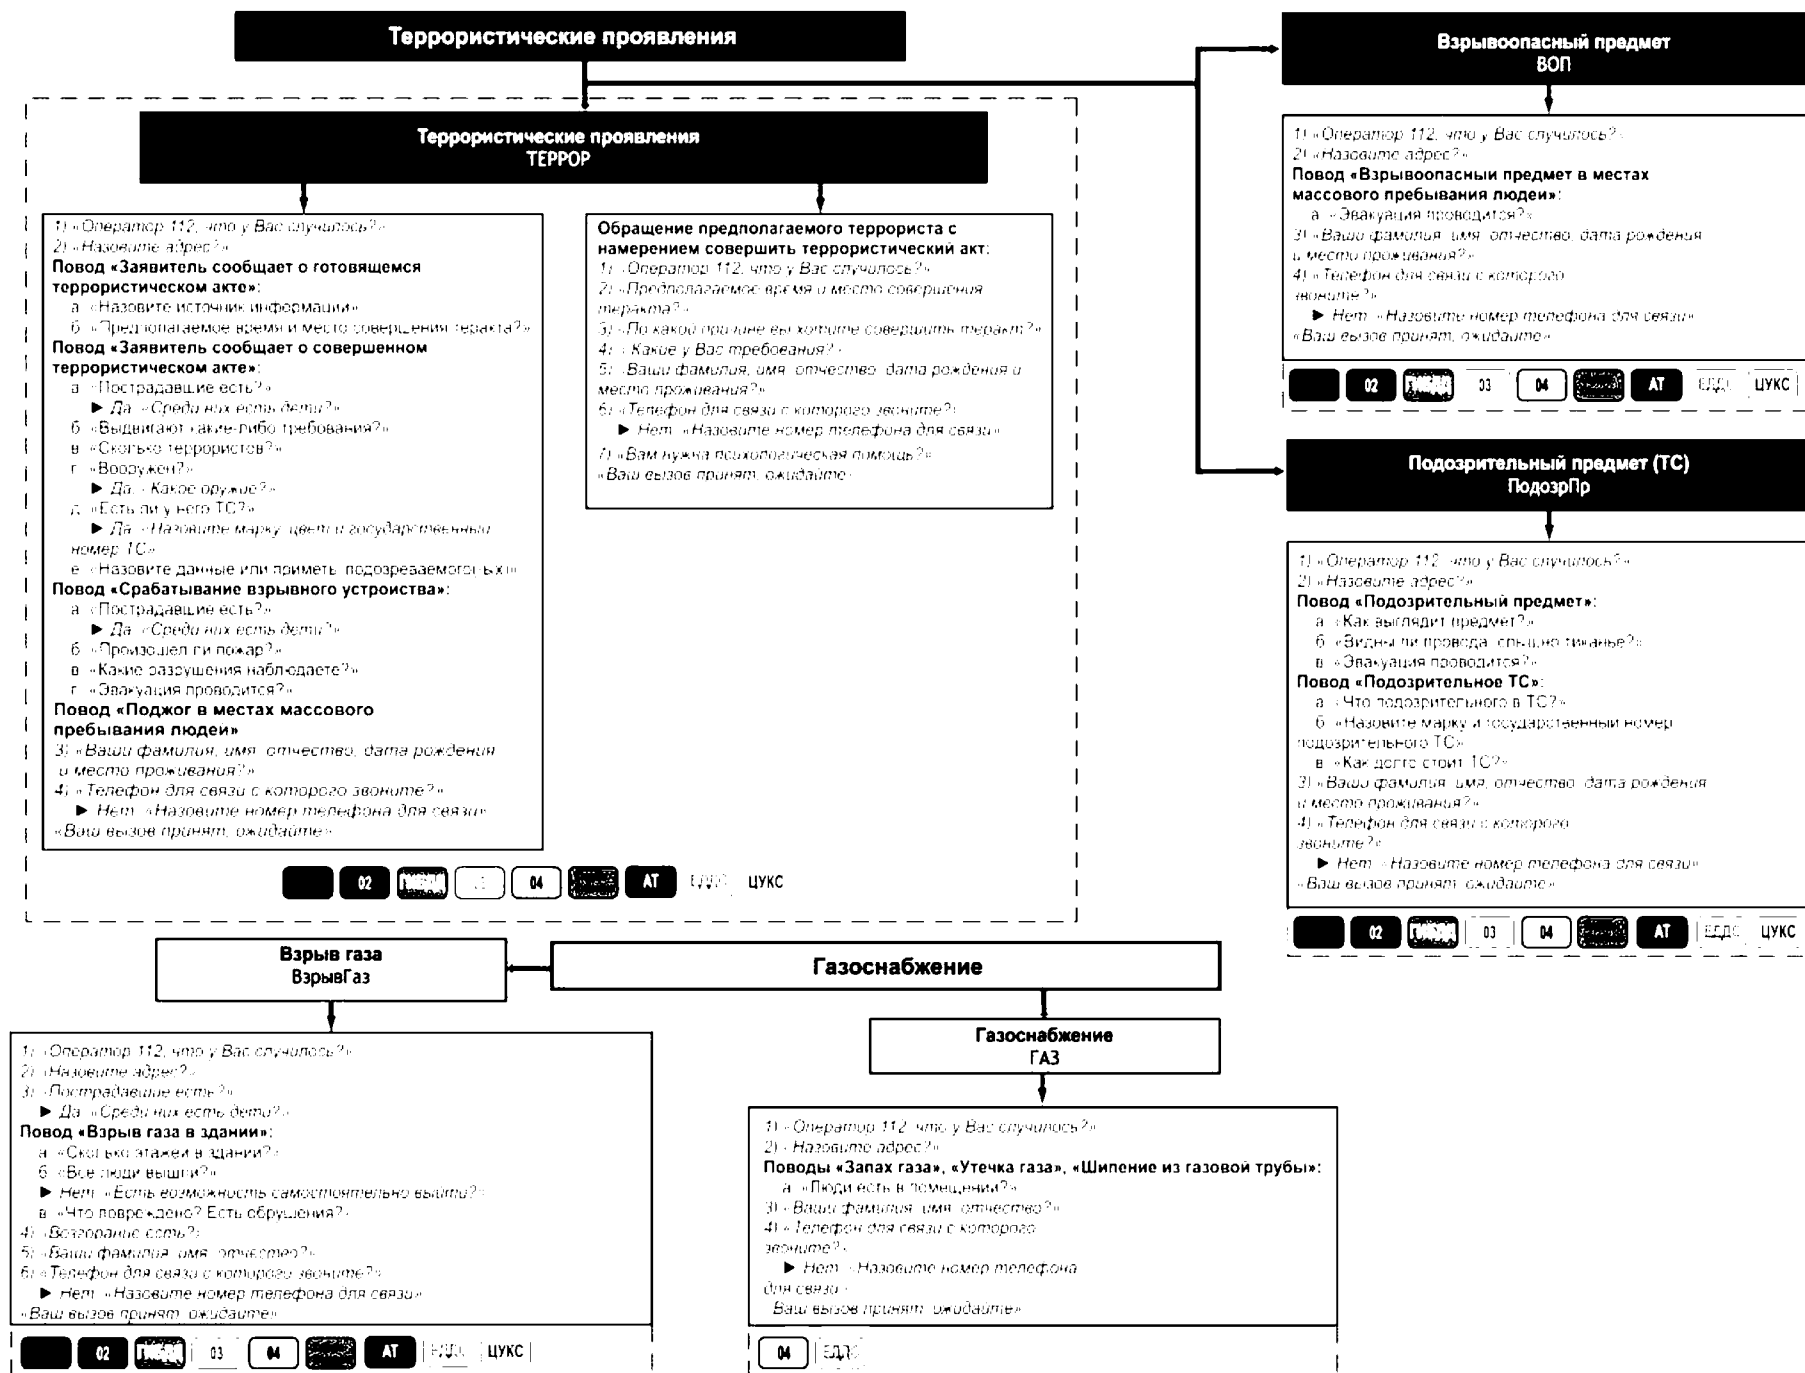 Террористические проявления
Террористические проявления
ТЕРРОР
1) «Оператор 112, что у Вас случилось?»
2) «Назовите адрес?»
Повод «Заявитель сообщает о готовящемся
террористическом акте»:
а «Назовите источник информации»
б «Предполагаемое время и место совершения теракта?»
Повод «Заявитель сообщает о совершенном
террористическом акте»:
а «Пострадавшие есть?»
▶ Да «Среди них есть дети?»
б «Выдвигают какие-либо требования?»
в «Сколько террористов?»
г «Вооружен?»
▶ Да «Какое оружие?»
д «Есть ли у него ТС?»
▶ Да «Назовите марку цвет и государственный
номер ТС»
е «Назовите данные или приметы подозреваемого(-ых)»
Повод «Срабатывание взрывного устройства»:
а «Пострадавшие есть?»
▶ Да «Среди них есть дети?»
б «Произошел ли пожар?»
в «Какие разрушения наблюдаете?»
г «Эвакуация проводится?»
Повод «Поджог в местах массового
пребывания людей»
3) «Ваши фамилия, имя отчество, дата рождения
и место проживания?»
4) «Телефон для связи с которого звоните?»
▶ Нет «Назовите номер телефона для связи»
«Ваш вызов принят, ожидайте»
Обращение предполагаемого террориста с
намерением совершить террористический акт:
1) «Оператор 112, что у Вас случилось?»
2) «Предполагаемое время и место совершения
теракта?»
3) «По какой причине вы хотите совершить теракт?»
4) «Какие у Вас требования?»
5) «Ваши фамилия, имя отчество дата рождения и
место проживания?»
6) «Телефон для связи с которого звоните?»
▶ Нет «Назовите номер телефона для связи»
7) «Вам нужна психологическая помощь?»
«Ваш вызов принят, ожидайте»
02 ГИБДД 03 04 АТ ЕДДС ЦУКС
Взрывоопасный предмет
ВОП
1) «Оператор 112, что у Вас случилось?»
2) «Назовите адрес?»
Повод «Взрывоопасный предмет в местах
массового пребывания людей»:
а «Эвакуация проводится?»
3) «Ваши фамилия имя отчество, дата рождения
и место проживания?»
4) «Телефон для связи с которого
звоните?»
▶ Нет «Назовите номер телефона для связи»
«Ваш вызов принят, ожидайте»
02 ГИБДД 03 04 АТ ЕДДС ЦУКС
Подозрительный предмет (ТС)
ПодозрПр
1) «Оператор 112, что у Вас случилось?»
2) «Назовите адрес?»
Повод «Подозрительный предмет»:
а «Как выглядит предмет?»
б «Видны ли провода слышно тиканье?»
в «Эвакуация проводится?»
Повод «Подозрительное ТС»:
а «Что подозрительного в ТС?»
б «Назовите марку и государственный номер
подозрительного ТС»
в «Как долго стоит ТС?»
3) «Ваши фамилия имя, отчество дата рождения
и место проживания?»
4) «Телефон для связи с которого
звоните?»
▶ Нет «Назовите номер телефона для связи»
«Ваш вызов принят ожидайте»
02 ГИБДД 03 04 АТ ЕДДС ЦУКС
Взрыв газа
ВзрывГаз
Газоснабжение
1) «Оператор 112, что у Вас случилось?»
2) «Назовите адрес?»
3) «Пострадавшие есть?»
▶ Да «Среди них есть дети?»
Повод «Взрыв газа в здании»:
а «Сколько этажей в здании?»
б «Все люди вышли?»
▶ Нет «Есть возможность самостоятельно выйти?»
в «Что повреждено? Есть обрушения?»
4) «Возгорание есть?»
5) «Ваши фамилия имя отчество?»
6) «Телефон для связи с которого звоните?»
▶ Нет «Назовите номер телефона для связи»
«Ваш вызов принят ожидайте»
02 ГИБДД 03 04 АТ ЕДДС ЦУКС
Газоснабжение
ГАЗ
1) «Оператор 112 что у Вас случилось?»
2) «Назовите адрес?»
Поводы «Запах газа», «Утечка газа», «Шипение из газовой трубы»:
а «Люди есть в помещении?»
3) «Ваши фамилия имя отчество?»
4) «Телефон для связи с которого
звоните?»
▶ Нет «Назовите номер телефона
для связи»
Ваш вызов принят ожидайте»
04 ЕДДС